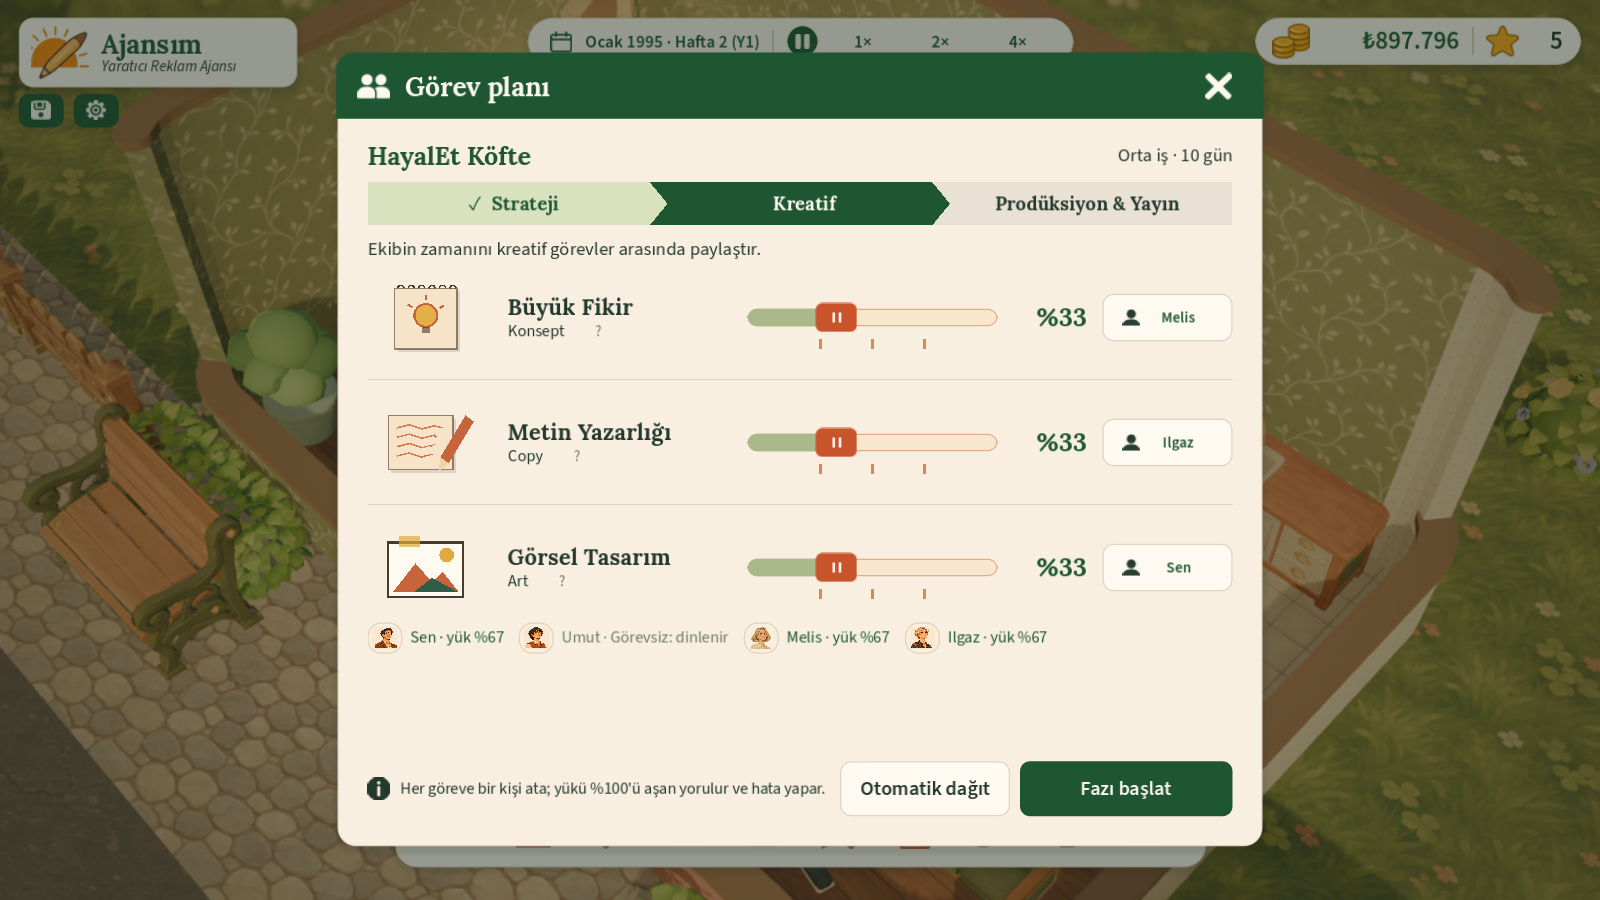 Ajansım
Yaratıcı Reklam Ajansı
Ocak 1995 · Hafta 2 (Y1)
1×
2×
4×
₺897.796
5
Görev planı
HayalEt Köfte
Orta iş · 10 gün
✓ Strateji
Kreatif
Prodüksiyon & Yayın
Ekibin zamanını kreatif görevler arasında paylaştır.
Büyük Fikir
Konsept ?
%33
Melis
Metin Yazarlığı
Copy ?
%33
Ilgaz
Görsel Tasarım
Art ?
%33
Sen
Sen · yük %67
Umut · Görevsiz: dinlenir
Melis · yük %67
Ilgaz · yük %67
Her göreve bir kişi ata; yükü %100'ü aşan yorulur ve hata yapar.
Otomatik dağıt
Fazı başlat